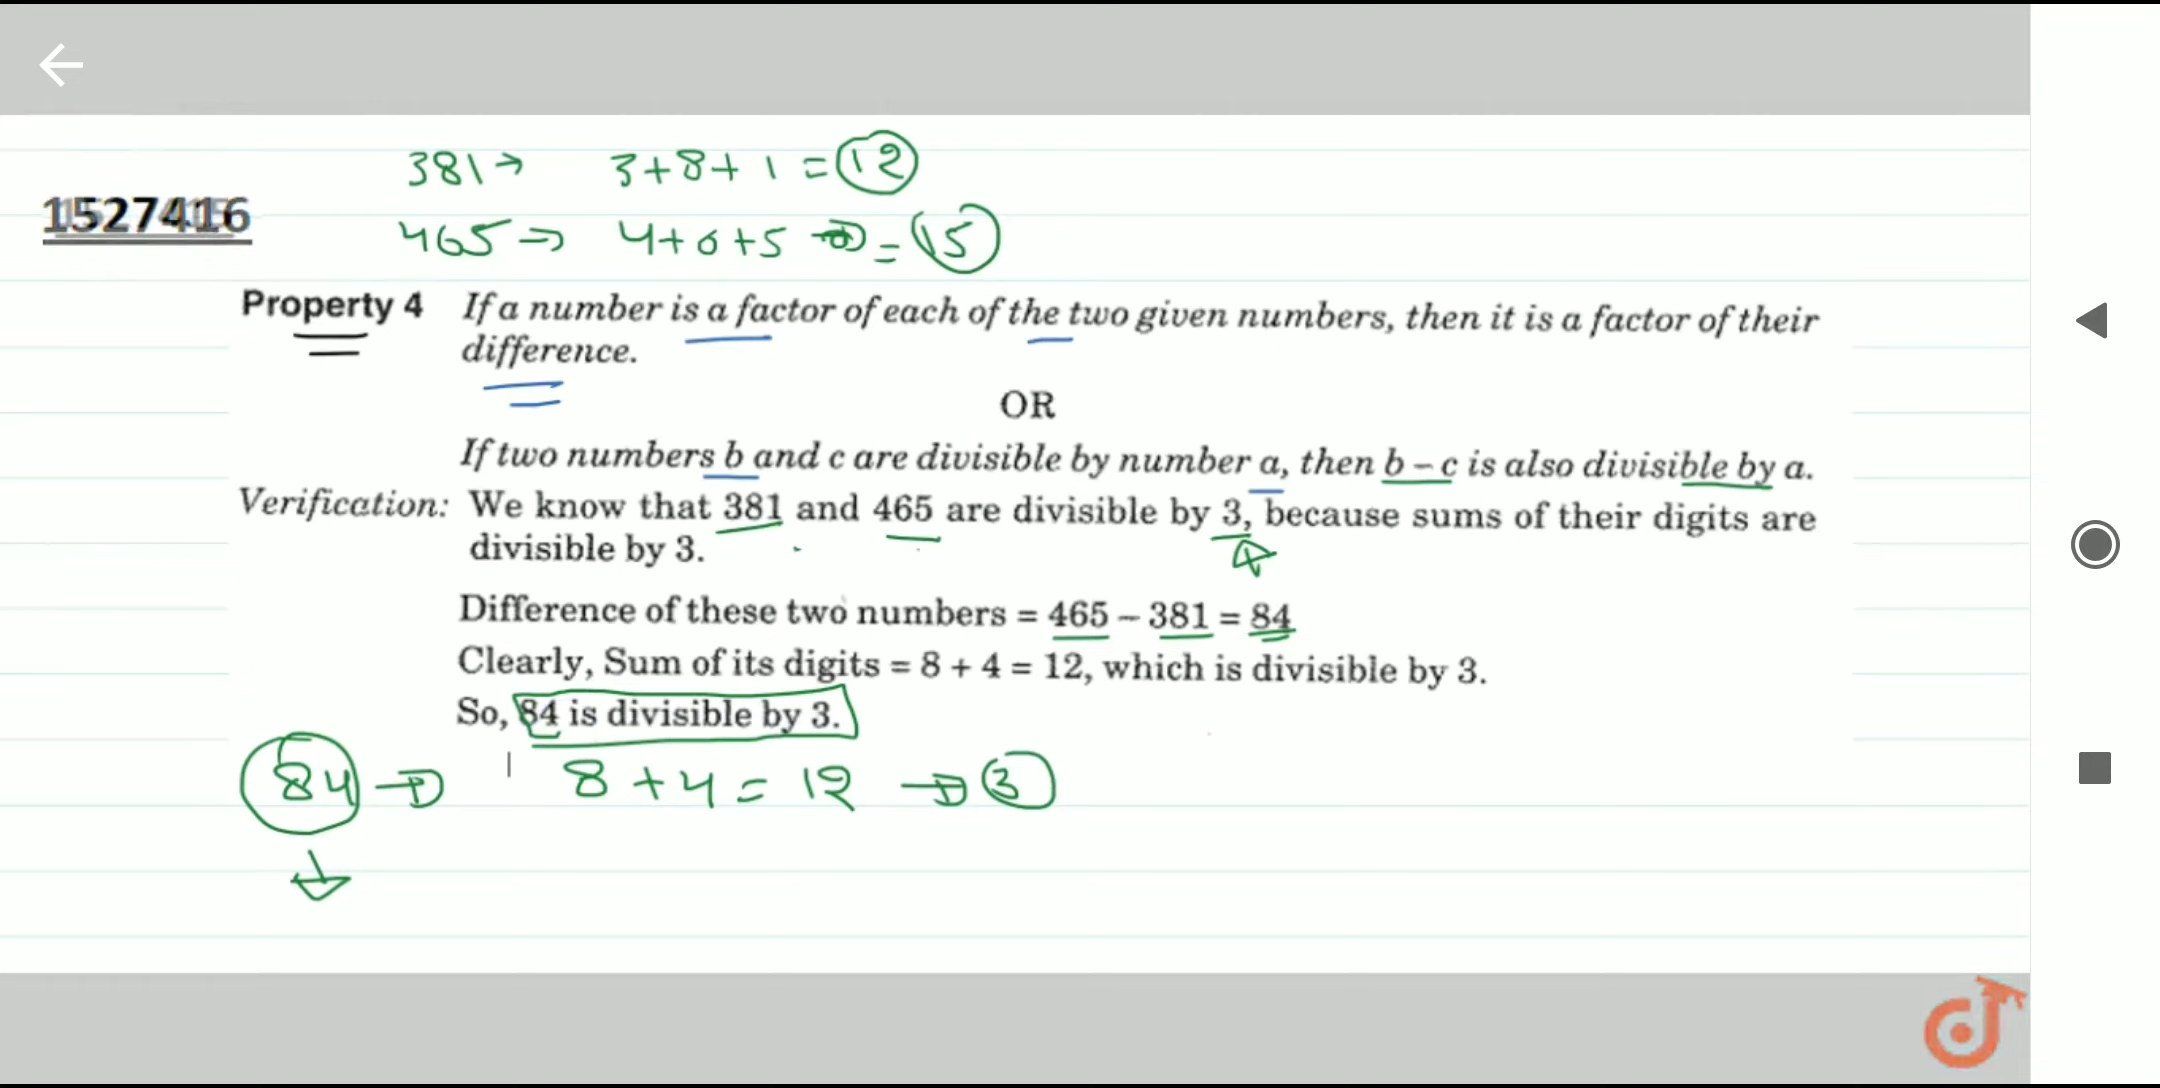 381→ 3+8+1=12
1527416
465⇒ 4+6+5 =15
Property 4 If a number is a factor of each of the two given numbers, then it is a factor of their
difference.
OR
If two numbers b and c are divisible by number a, then b – c is also divisible by a.
Verification: We know that 381 and 465 are divisible by 3, because sums of their digits are
divisible by 3.
Difference of these two numbers = 465 – 381 = 84
Clearly, Sum of its digits = 8 + 4 = 12, which is divisible by 3.
So, 84 is divisible by 3.
84→ 8+4=12 →3